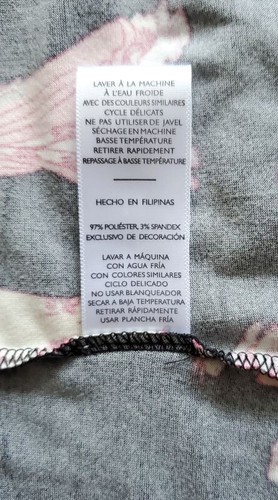 LAVER À LA MACHINE
À L'EAU FROIDE
AVEC DES COULEURS SIMILAIRES
CYCLE DÉLICATS
NE PAS UTILISER DE JAVEL
SÉCHAGE EN MACHINE
BASSE TEMPÉRATURE
RETIRER RAPIDEMENT
REPASSAGE À BASSE TEMPÉRATURE
HECHO EN FILIPINAS
97% POLIÉSTER, 3% SPANDEX
EXCLUSIVO DE DECORACIÓN
LAVAR A MÁQUINA
CON AGUA FRÍA
CON COLORES SIMILARES
CICLO DELICADO
NO USAR BLANQUEADOR
SECAR A BAJA TEMPERATURA
RETIRAR RÁPIDAMENTE
USAR PLANCHA FRÍA